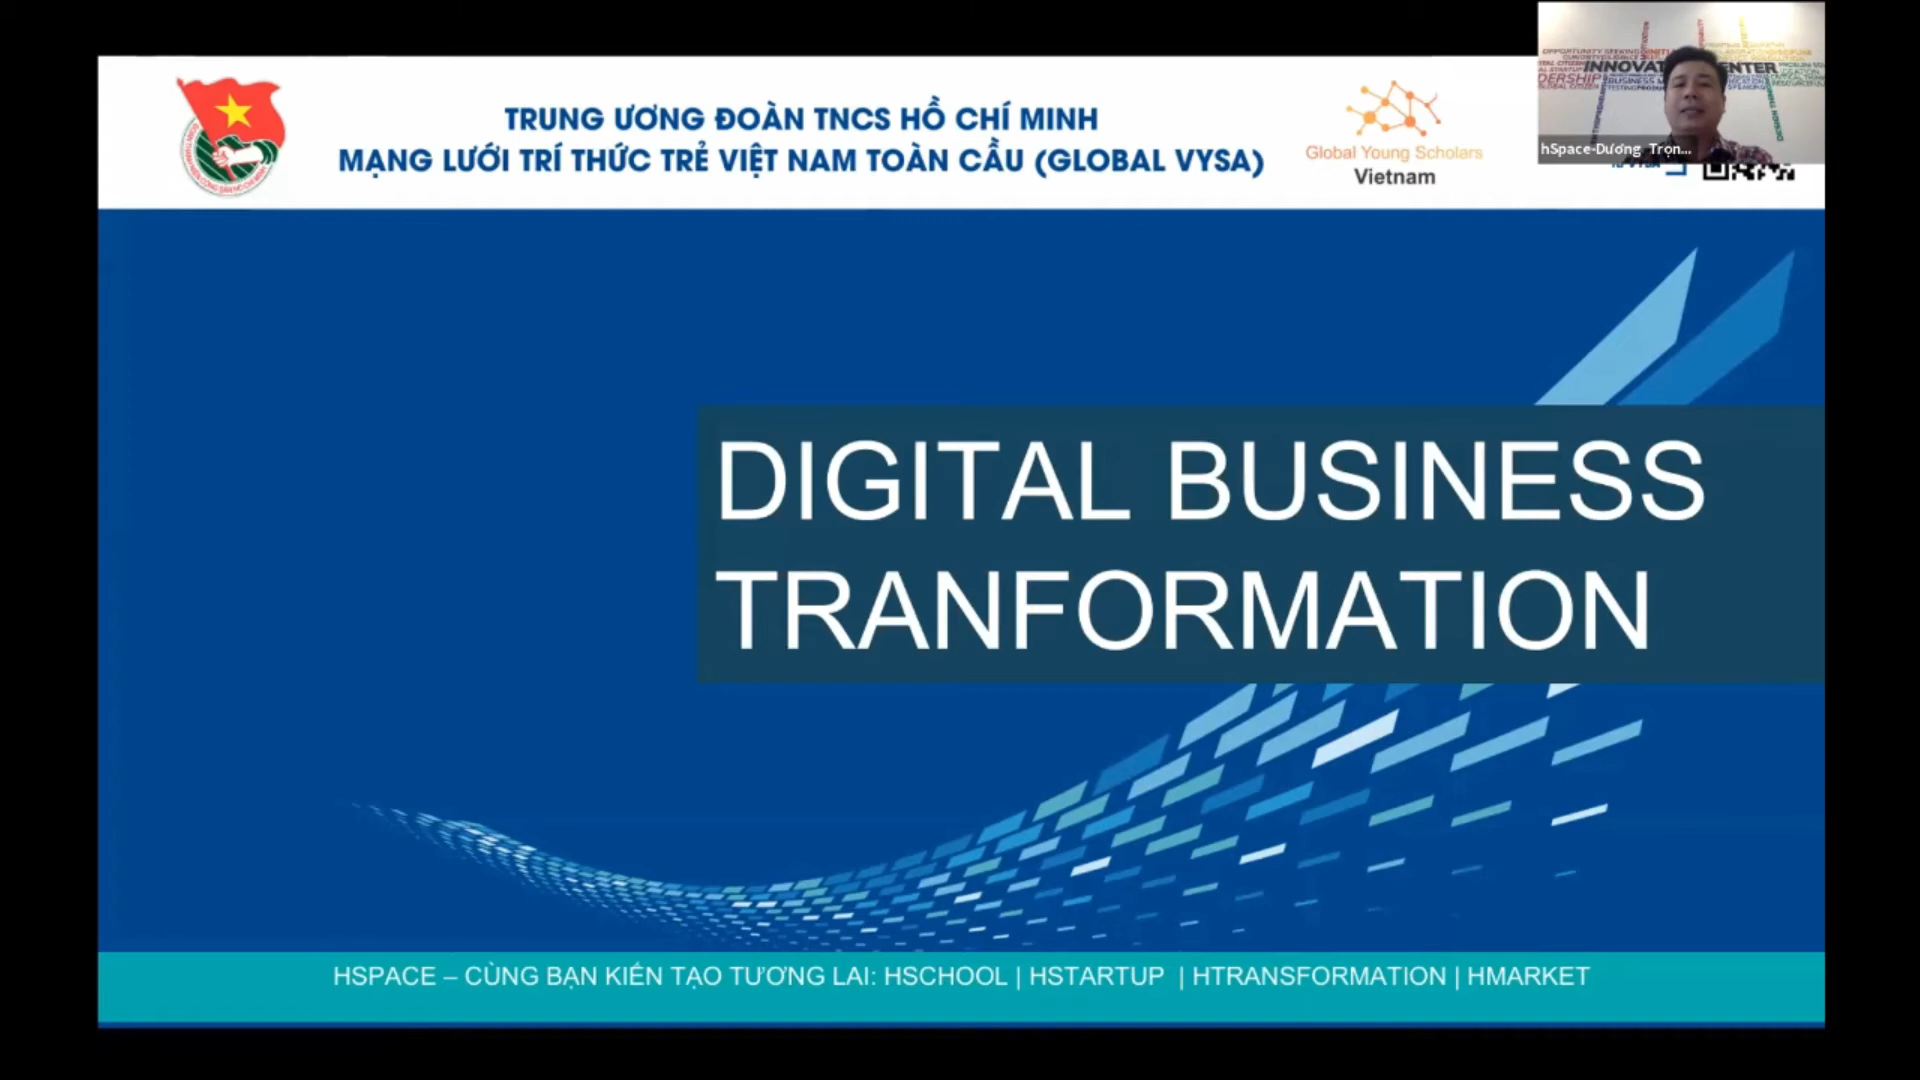 TRUNG ƯƠNG ĐOÀN TNCS HỒ CHÍ MINH
MẠNG LƯỚI TRÍ THỨC TRẺ VIỆT NAM TOÀN CẦU (GLOBAL VYSA)
Global Young Scholars
Vietnam
hSpace-Dương Trọn...
DIGITAL BUSINESS
TRANFORMATION
HSPACE – CÙNG BẠN KIẾN TẠO TƯƠNG LAI: HSCHOOL | HSTARTUP | HTRANSFORMATION | HMARKET